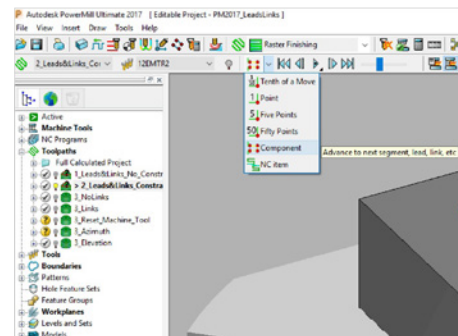 Autodesk PowerMill Ultimate 2017 [ Editable Project - PM2017_LeadsLinks ]
File View Insert Draw Tools Help
Raster Finishing
2_Leads&Links_Cor
12EMTR2
Tenth of a Move
1 Point
5 Five Points
50 Fifty Points
Component
NC item
Advance to next segment, lead, link, etc
Active
Machine Tools
NC Programs
Toolpaths
Full Calculated Project
1_Leads&Links_No_Constr
> 2_Leads&Links_Constra
3_NoLinks
3_Links
3_Reset_Machine_Tool
3_Azimuth
3_Elevation
Tools
Boundaries
Patterns
Hole Feature Sets
Feature Groups
Workplanes
Levels and Sets
Models